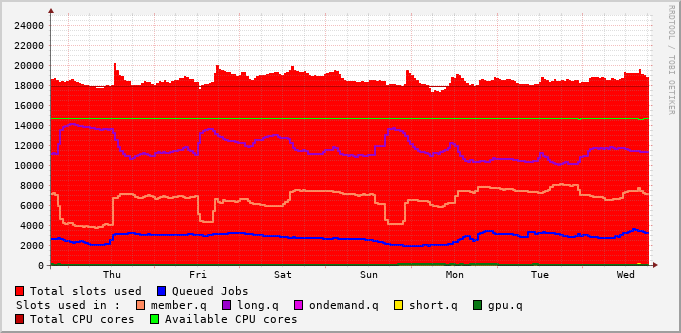 RRDTOOL / TOBI OETIKER
24000
22000
20000
18000
16000
14000
12000
10000
8000
6000
4000
2000
0
Thu Fri Sat Sun Mon Tue Wed
Total slots used Queued Jobs
Slots used in : member.q long.q ondemand.q short.q gpu.q
Total CPU cores Available CPU cores